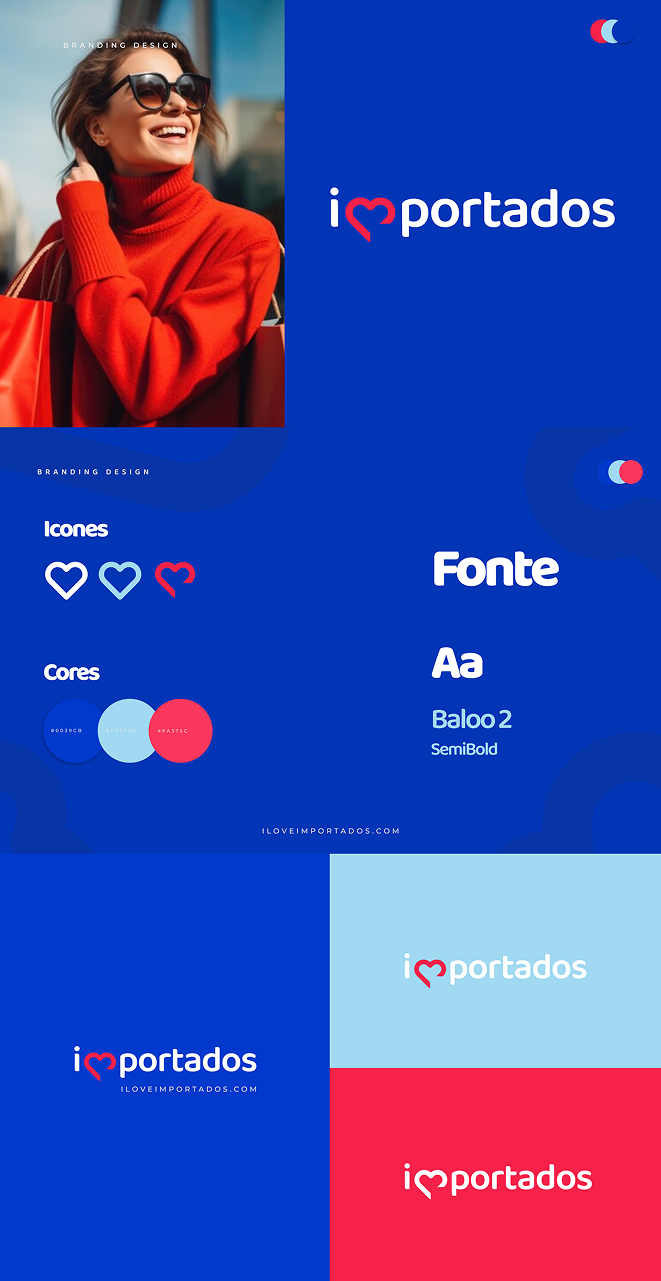 BRANDING DESIGN
importados
BRANDING DESIGN
Icones
Fonte
Aa
Baloo 2
SemiBold
Cores
#0039CB
#FA375C
ILOVEIMPORTADOS.COM
importados
ILOVEIMPORTADOS.COM
importados
importados